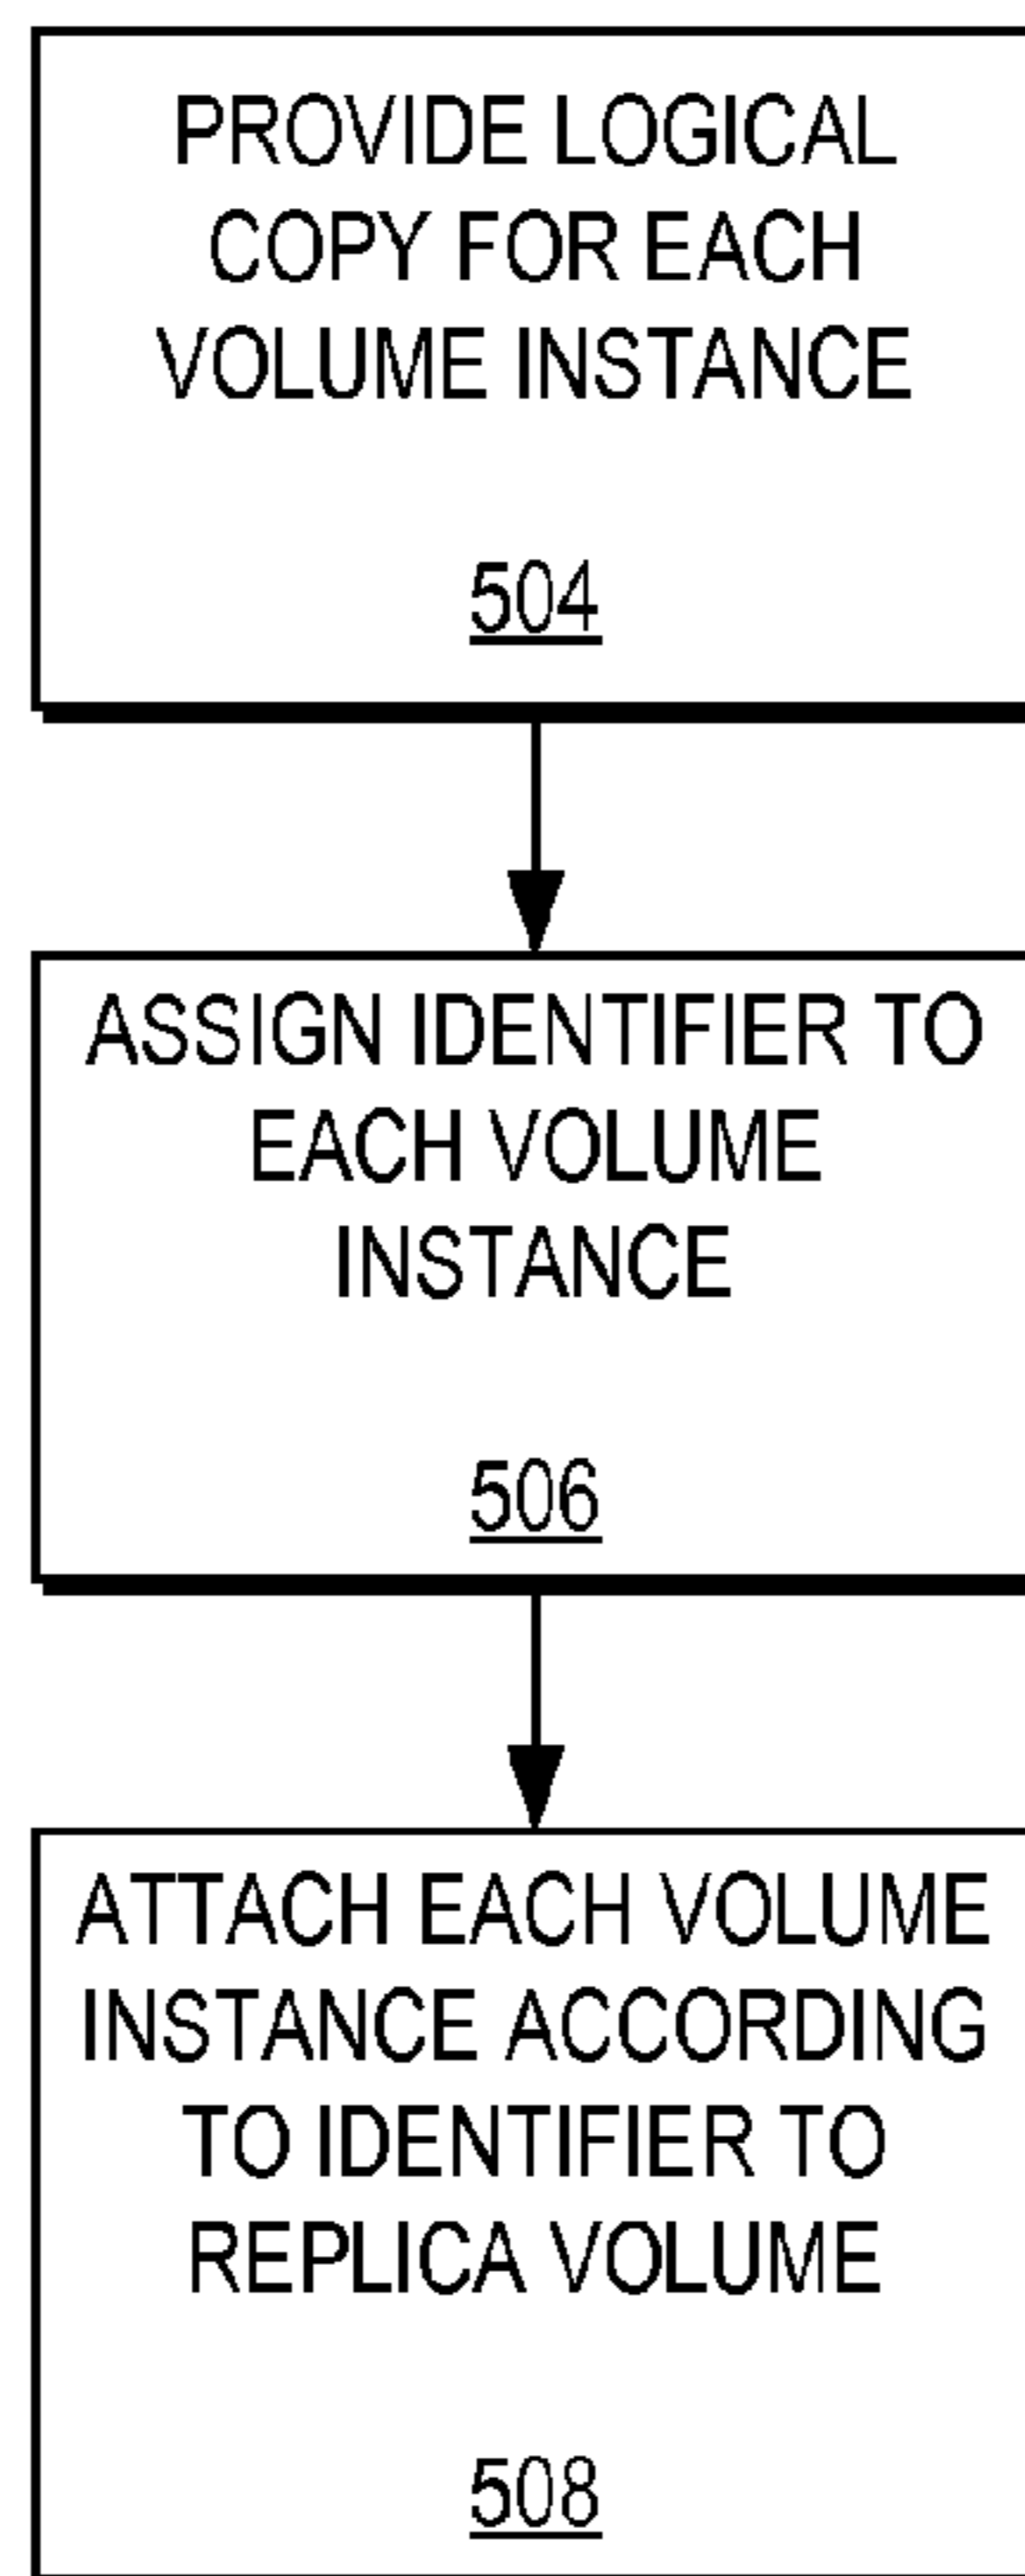 PROVIDE LOGICAL
COPY FOR EACH
VOLUME INSTANCE
504
ASSIGN IDENTIFIER TO
EACH VOLUME
INSTANCE
506
ATTACH EACH VOLUME
INSTANCE ACCORDING
TO IDENTIFIER TO
REPLICA VOLUME
508